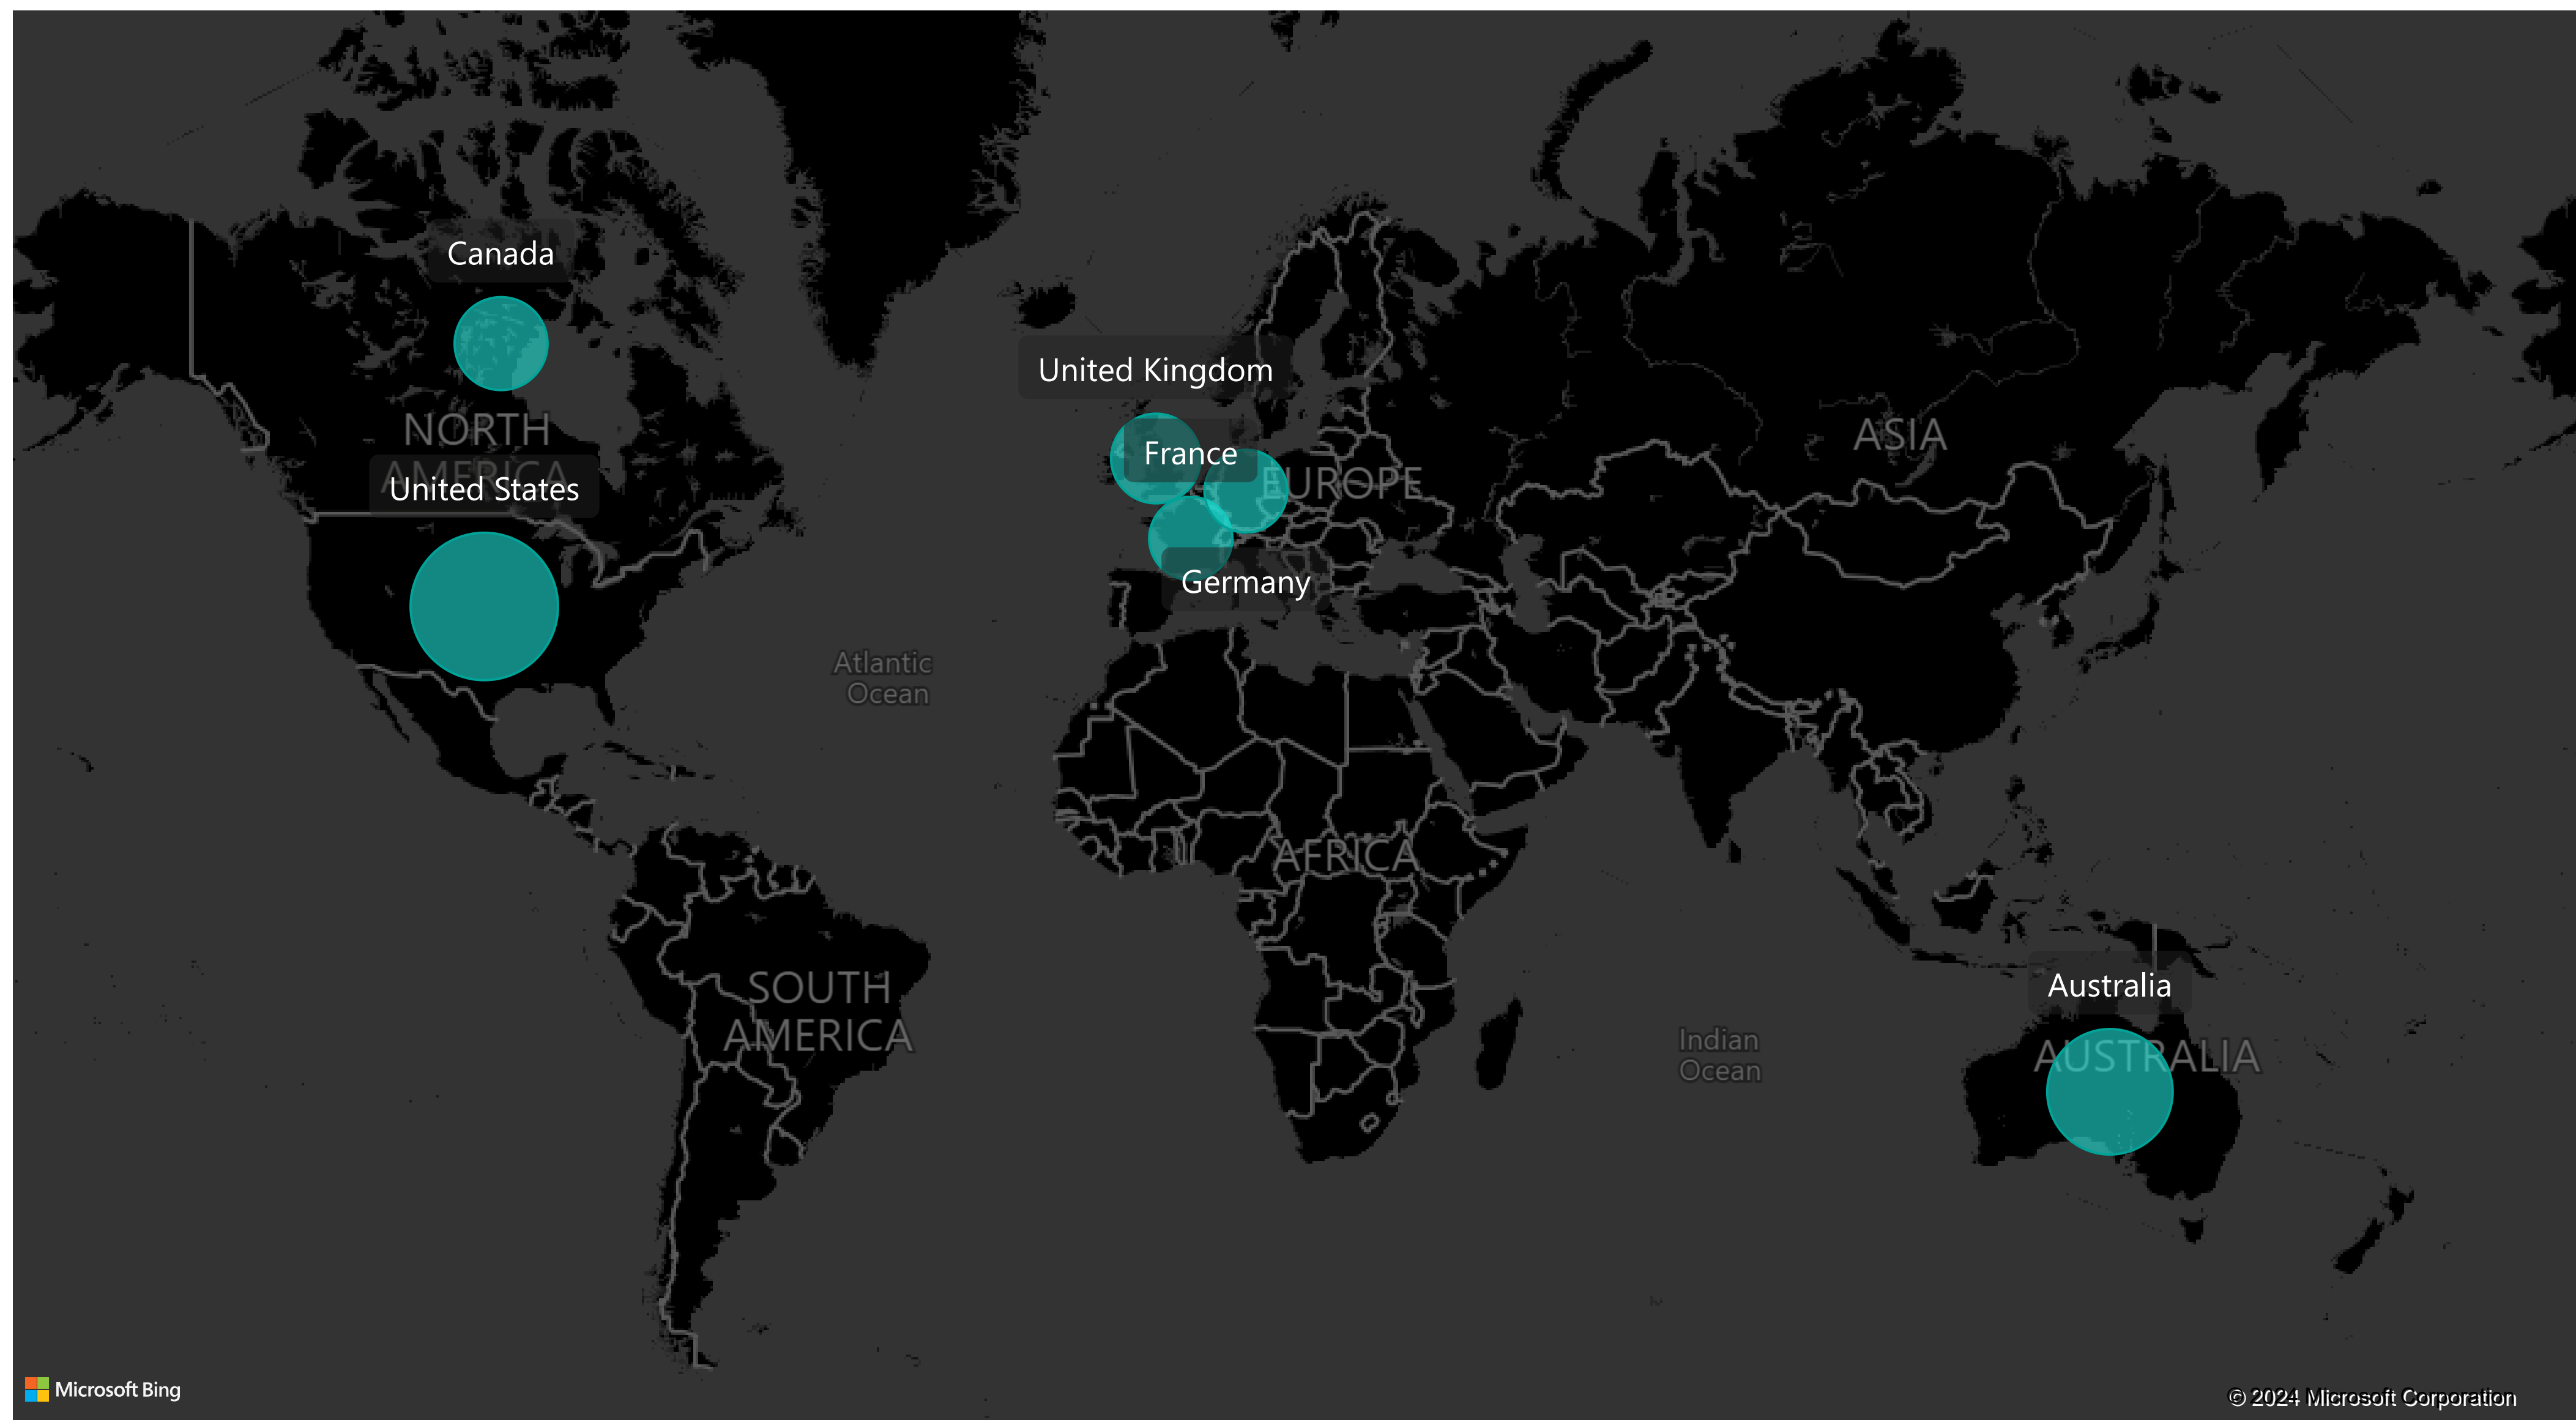 Canada
United Kingdom
NORTH
AMERICA
ASIA
France
EUROPE
United States
Germany
Atlantic
Ocean
AFRICA
SOUTH
AMERICA
Australia
Indian
Ocean
AUSTRALIA
Microsoft Bing
© 2024 Microsoft Corporation